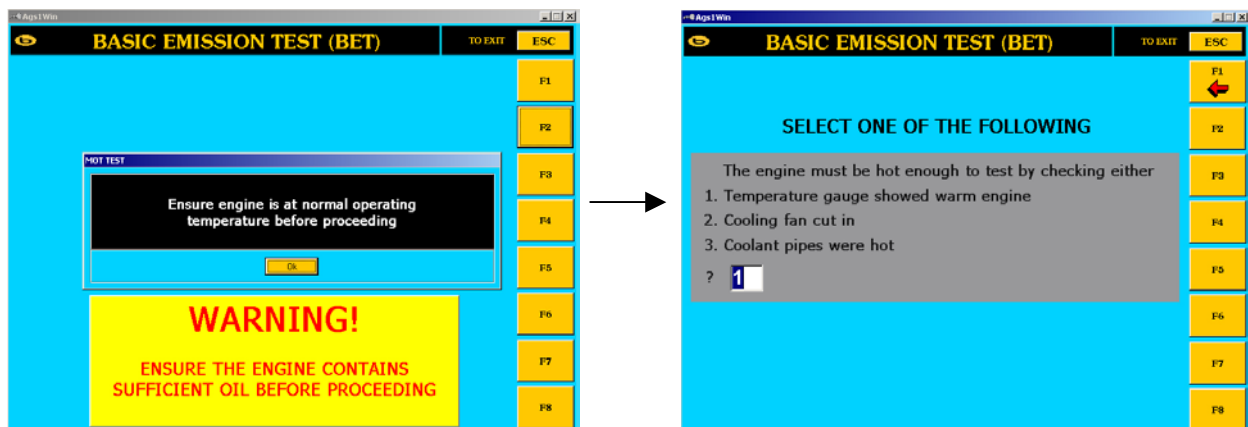 Ags1Win
BASIC EMISSION TEST (BET)
TO EXIT
ESC
F1
F2
MOT TEST
Ensure engine is at normal operating
temperature before proceeding
Ok
F3
F4
F5
WARNING!
ENSURE THE ENGINE CONTAINS
SUFFICIENT OIL BEFORE PROCEEDING
F6
F7
F8
Ags1Win
BASIC EMISSION TEST (BET)
TO EXIT
ESC
F1
SELECT ONE OF THE FOLLOWING
F2
The engine must be hot enough to test by checking either
1. Temperature gauge showed warm engine
2. Cooling fan cut in
3. Coolant pipes were hot
? 1
F3
F4
F5
F6
F7
F8